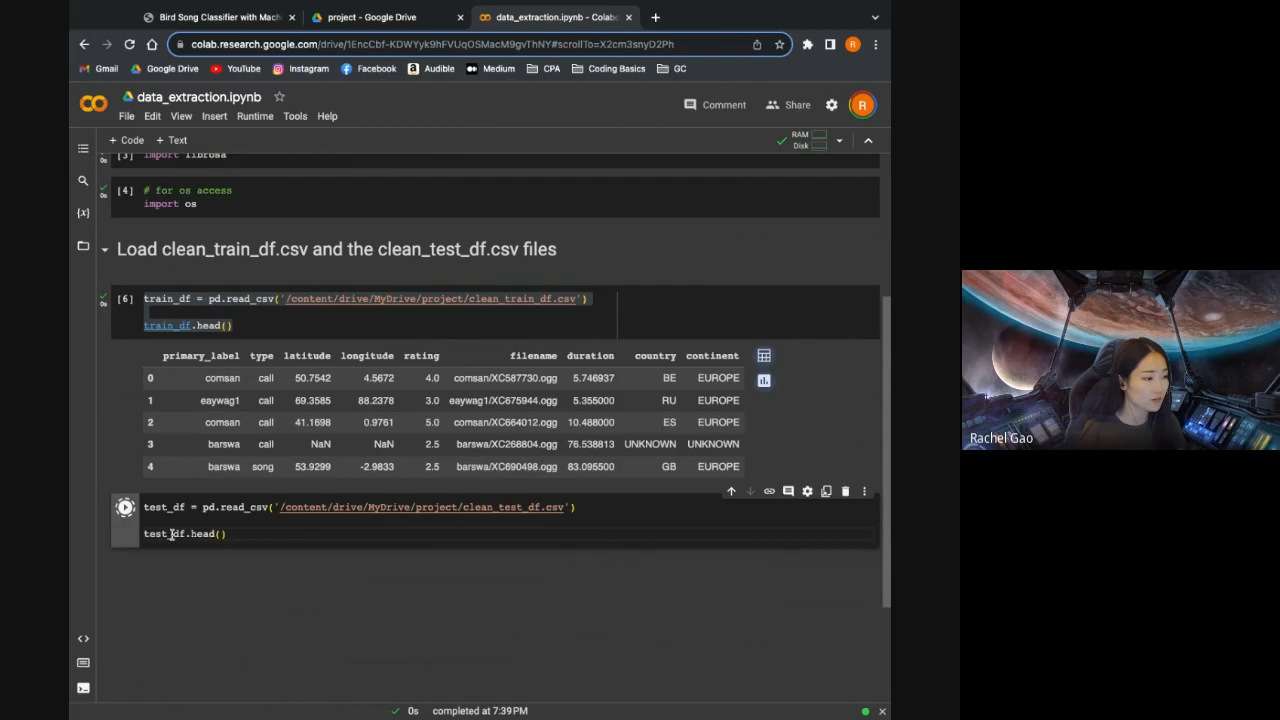 Bird Song Classifier with Mach
project - Google Drive
data_extraction.ipynb - Colabo
colab.research.google.com/drive/1EncCbf-KDWYyk9hFVUqOSMacM9gvThNY#scrollTo=X2cm3snyD2Ph
Gmail Google Drive YouTube Instagram Facebook Audible Medium CPA Coding Basics GC
data_extraction.ipynb
Comment Share R
File Edit View Insert Runtime Tools Help
+ Code + Text
RAM
Disk
[3] import librosa
0s
[4] # for os access
0s
import os
Load clean_train_df.csv and the clean_test_df.csv files
[6] train_df = pd.read_csv('/content/drive/MyDrive/project/clean_train_df.csv')
0s
train_df.head()
primary_label type latitude longitude rating filename duration country continent
0 comsan call 50.7542 4.5672 4.0 comsan/XC587730.ogg 5.746937 BE EUROPE
1 eaywag1 call 69.3585 88.2378 3.0 eaywag1/XC675944.ogg 5.355000 RU EUROPE
2 comsan call 41.1698 0.9761 5.0 comsan/XC664012.ogg 10.488000 ES EUROPE
3 barswa call NaN NaN 2.5 barswa/XC268804.ogg 76.538813 UNKNOWN UNKNOWN
4 barswa song 53.9299 -2.9833 2.5 barswa/XC690498.ogg 83.095500 GB EUROPE
test_df = pd.read_csv('/content/drive/MyDrive/project/clean_test_df.csv')
test_df.head()
0s completed at 7:39 PM
Rachel Gao